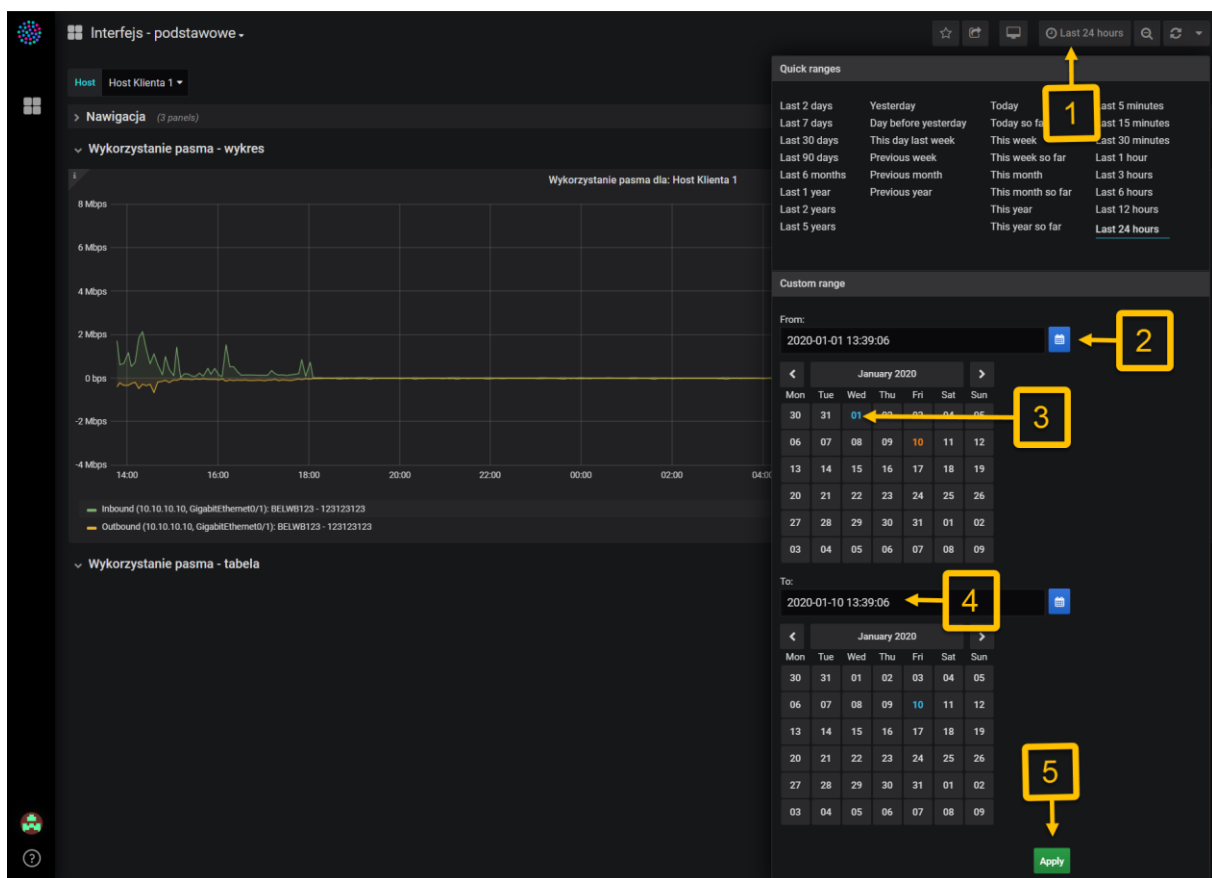 Interfejs - podstawowe
Last 24 hours
Host Host Klienta 1
Nawigacja (3 panels)
Wykorzystanie pasma - wykres
i
Wykorzystanie pasma dla: Host Klienta 1
8 Mbps
6 Mbps
4 Mbps
2 Mbps
0 bps
-2 Mbps
-4 Mbps
14:00 16:00 18:00 20:00 22:00 00:00 02:00 04:00
Inbound (10.10.10.10, GigabitEthernet0/1): BELWB123 - 123123123
Outbound (10.10.10.10, GigabitEthernet0/1): BELWB123 - 123123123
Wykorzystanie pasma - tabela
?
Quick ranges
1
Last 2 days Yesterday Today Last 5 minutes
Last 7 days Day before yesterday Today so far Last 15 minutes
Last 30 days This day last week This week Last 30 minutes
Last 90 days Previous week This week so far Last 1 hour
Last 6 months Previous month This month Last 3 hours
Last 1 year Previous year This month so far Last 6 hours
Last 2 years This year Last 12 hours
Last 5 years This year so far Last 24 hours
Custom range
From:
2020-01-01 13:39:06
2
January 2020
Mon Tue Wed Thu Fri Sat Sun
30 31 01 02 03 04 05
3
06 07 08 09 10 11 12
13 14 15 16 17 18 19
20 21 22 23 24 25 26
27 28 29 30 31 01 02
03 04 05 06 07 08 09
To:
2020-01-10 13:39:06
4
January 2020
Mon Tue Wed Thu Fri Sat Sun
30 31 01 02 03 04 05
06 07 08 09 10 11 12
13 14 15 16 17 18 19
20 21 22 23 24 25 26
27 28 29 30 31 01 02
03 04 05 06 07 08 09
5
Apply